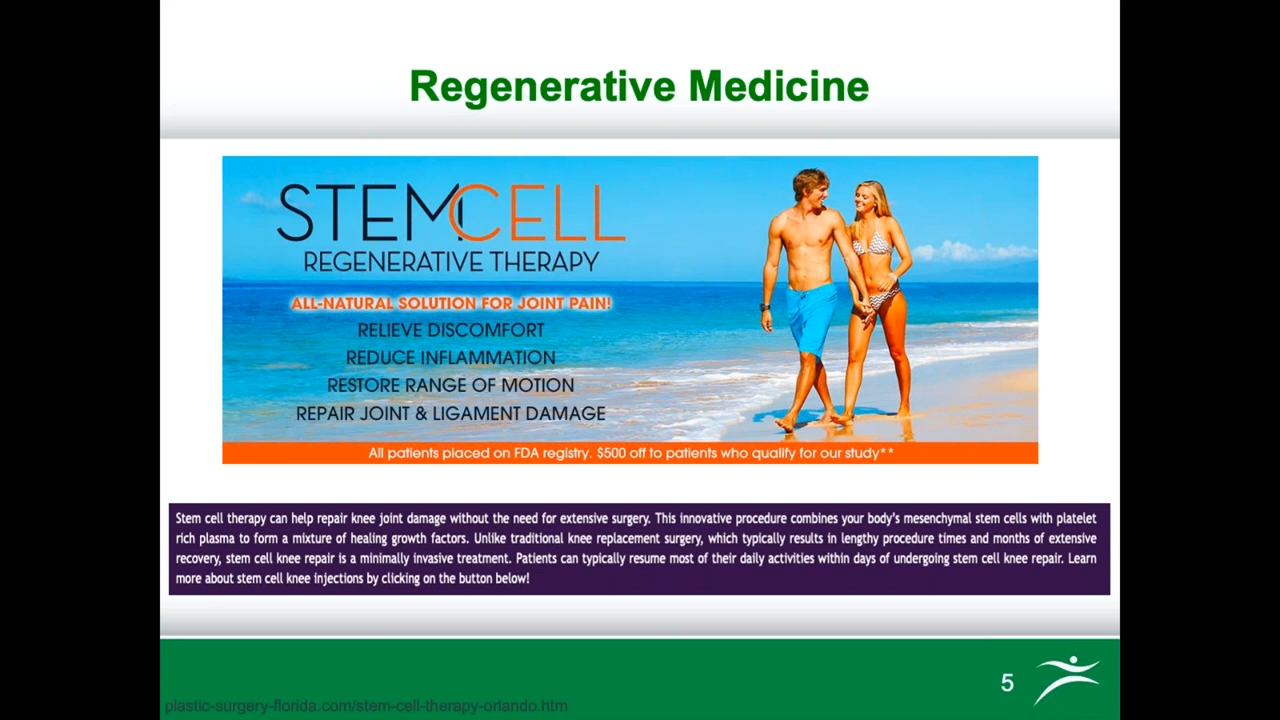 Regenerative Medicine
STEMCELL
REGENERATIVE THERAPY
ALL-NATURAL SOLUTION FOR JOINT PAIN!
RELIEVE DISCOMFORT
REDUCE INFLAMMATION
RESTORE RANGE OF MOTION
REPAIR JOINT & LIGAMENT DAMAGE
All patients placed on FDA registry. $500 off to patients who qualify for our study**
Stem cell therapy can help repair knee joint damage without the need for extensive surgery. This innovative procedure combines your body's mesenchymal stem cells with platelet
rich plasma to form a mixture of healing growth factors. Unlike traditional knee replacement surgery, which typically results in lengthy procedure times and months of extensive
recovery, stem cell knee repair is a minimally invasive treatment. Patients can typically resume most of their daily activities within days of undergoing stem cell knee repair. Learn
more about stem cell knee injections by clicking on the button below!
5
plastic-surgery-florida.com/stem-cell-therapy-orlando.htm